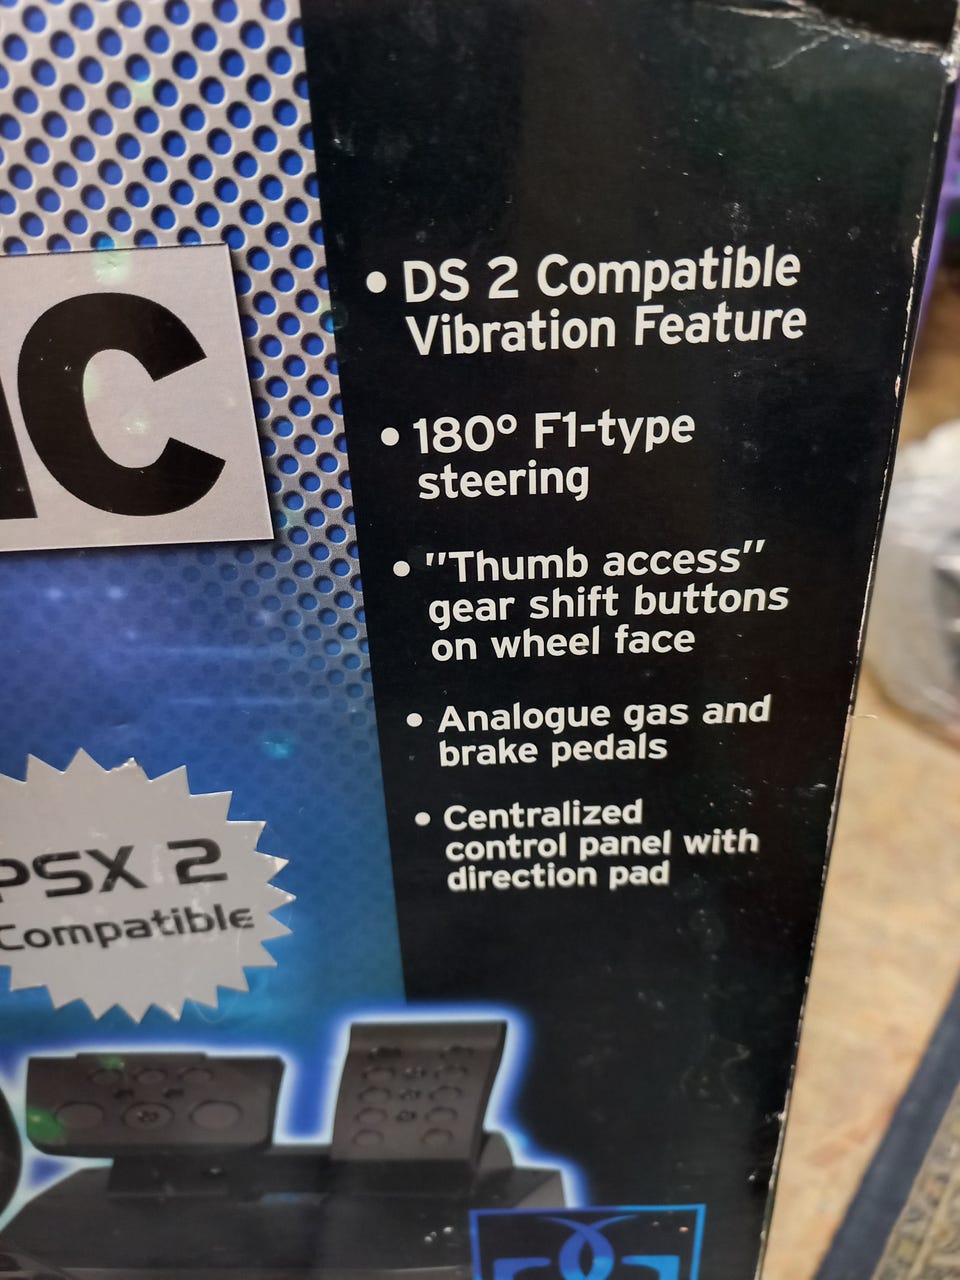 • DS 2 Compatible
Vibration Feature
• 180° F1-type
steering
• "Thumb access"
gear shift buttons
on wheel face
• Analogue gas and
brake pedals
• Centralized
control panel with
direction pad
PSX 2
Compatible